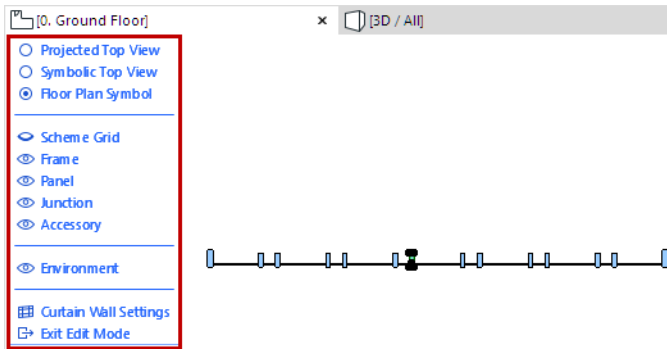 [0. Ground Floor]
[3D / All]
Projected Top View
Symbolic Top View
Floor Plan Symbol
Scheme Grid
Frame
Panel
Junction
Accessory
Environment
Curtain Wall Settings
Exit Edit Mode